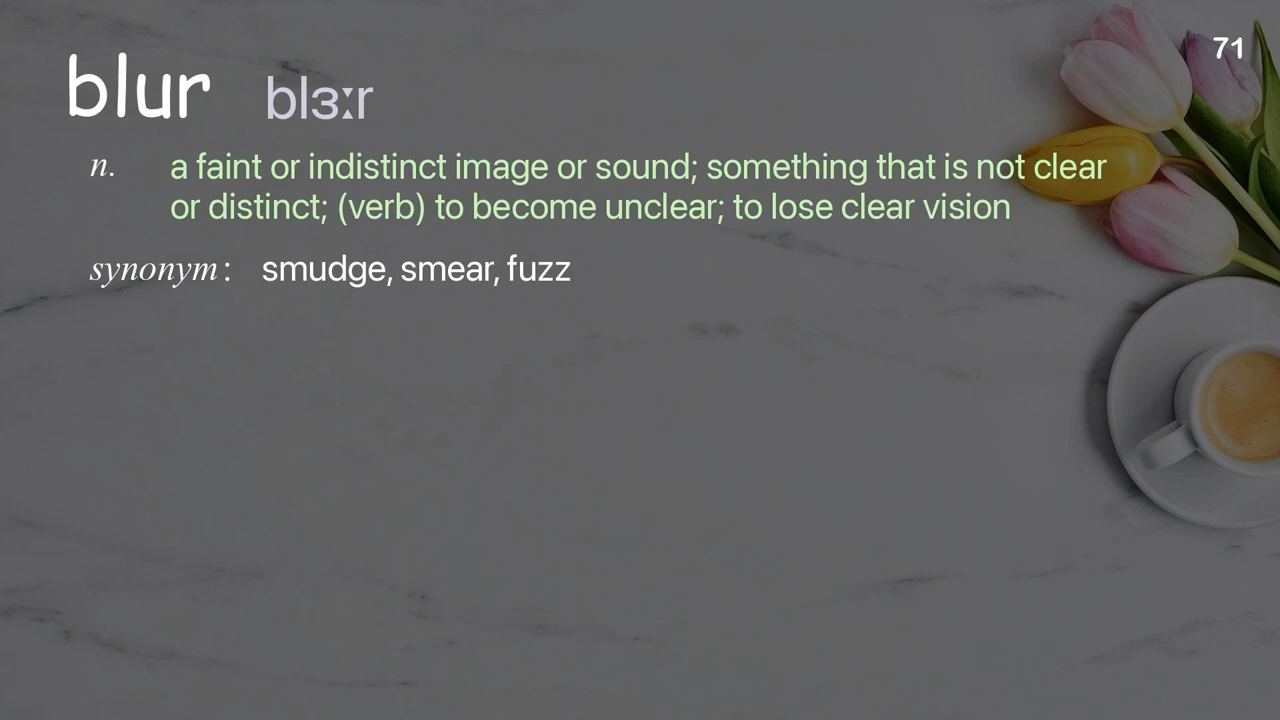 71
blur blɜːr
n. a faint or indistinct image or sound; something that is not clear
or distinct; (verb) to become unclear; to lose clear vision
synonym : smudge, smear, fuzz